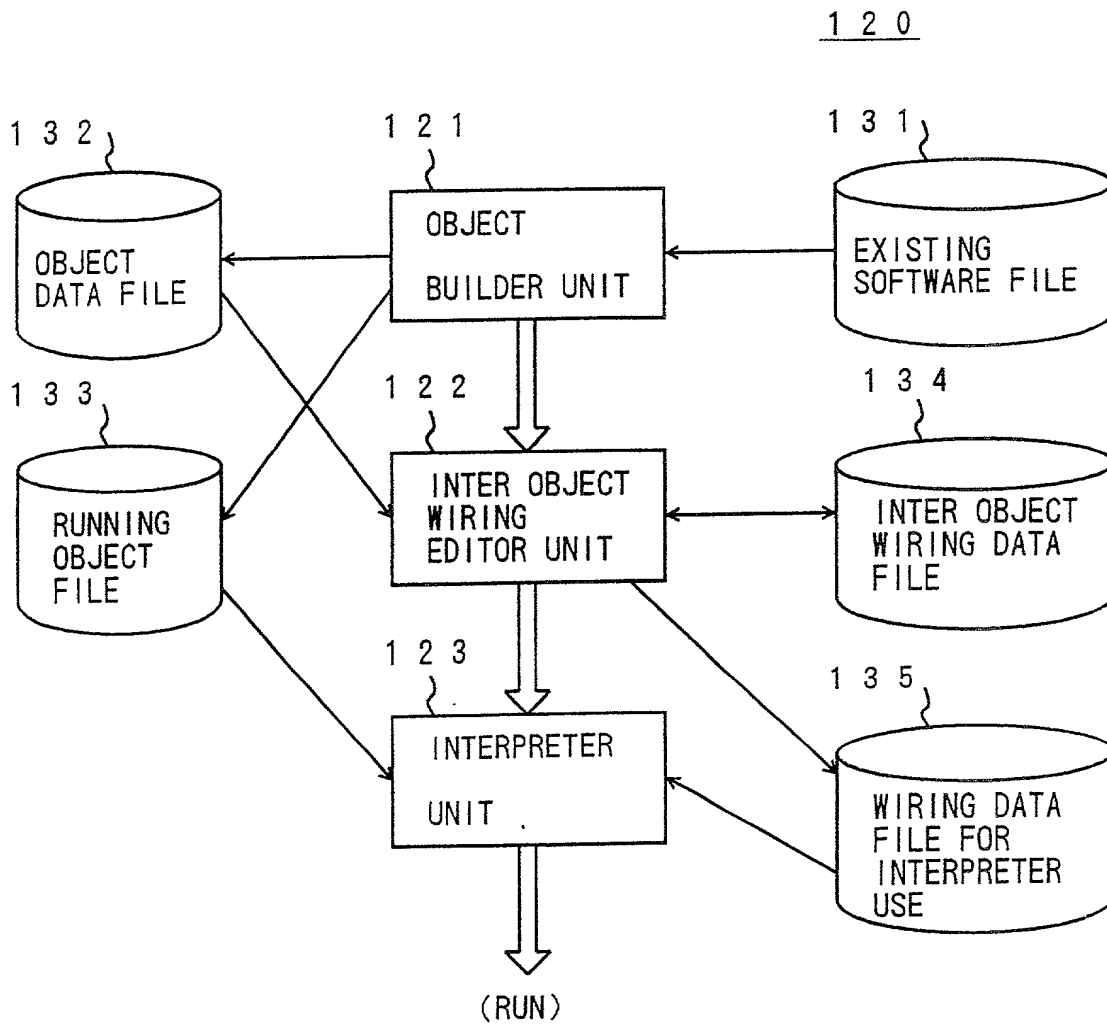 120
132
121
131
OBJECT
DATA FILE
OBJECT
BUILDER UNIT
EXISTING
SOFTWARE FILE
133
122
134
RUNNING
OBJECT
FILE
INTER OBJECT
WIRING
EDITOR UNIT
INTER OBJECT
WIRING DATA
FILE
123
135
INTERPRETER
UNIT
WIRING DATA
FILE FOR
INTERPRETER
USE
(RUN)